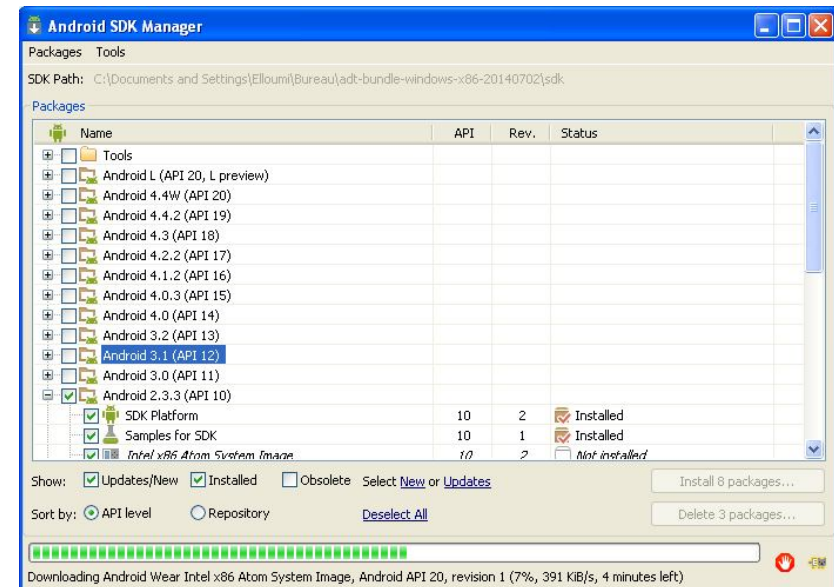 Android SDK Manager
Packages Tools
SDK Path: C:\Documents and Settings\Elloumi\Bureau\adt-bundle-windows-x86-20140702\sdk
Packages
Name API Rev. Status
Tools
Android L (API 20, L preview)
Android 4.4W (API 20)
Android 4.4.2 (API 19)
Android 4.3 (API 18)
Android 4.2.2 (API 17)
Android 4.1.2 (API 16)
Android 4.0.3 (API 15)
Android 4.0 (API 14)
Android 3.2 (API 13)
Android 3.1 (API 12)
Android 3.0 (API 11)
Android 2.3.3 (API 10)
SDK Platform 10 2 Installed
Samples for SDK 10 1 Installed
Intel x86 Atom System Image 10 2 Not installed
Show: Updates/New Installed Obsolete Select New or Updates Install 8 packages...
Sort by: API level Repository Deselect All Delete 3 packages...
Downloading Android Wear Intel x86 Atom System Image, Android API 20, revision 1 (7%, 391 KiB/s, 4 minutes left)